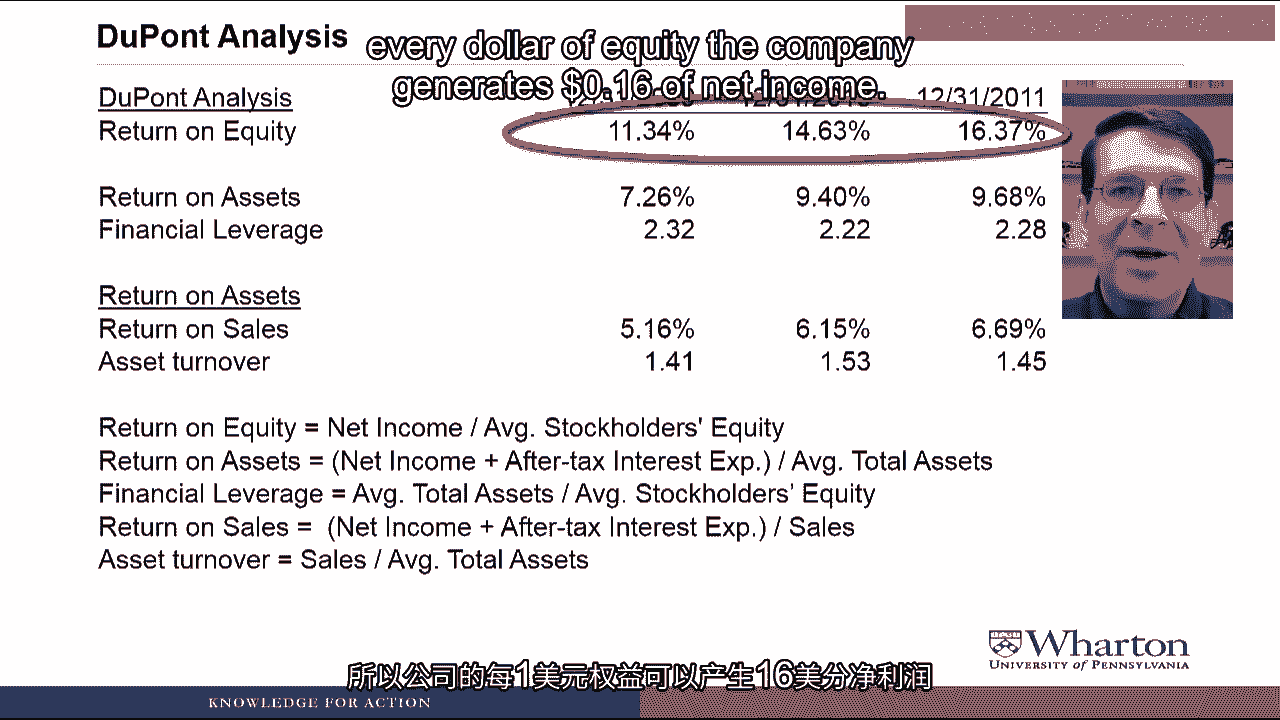 DuPont Analysis
every dollar of equity the company
generates $0.16 of net income.
DuPont Analysis 12/31/2011
Return on Equity 11.34% 14.63% 16.37%
Return on Assets 7.26% 9.40% 9.68%
Financial Leverage 2.32 2.22 2.28
Return on Assets
Return on Sales 5.16% 6.15% 6.69%
Asset turnover 1.41 1.53 1.45
Return on Equity = Net Income / Avg. Stockholders' Equity
Return on Assets = (Net Income + After-tax Interest Exp.) / Avg. Total Assets
Financial Leverage = Avg. Total Assets / Avg. Stockholders' Equity
Return on Sales = (Net Income + After-tax Interest Exp.) / Sales
Asset turnover = Sales / Avg. Total Assets
Wharton
UNIVERSITY OF PENNSYLVANIA
所以公司的每1美元权益可以产生16美分净利润
KNOWLEDGE FOR ACTION